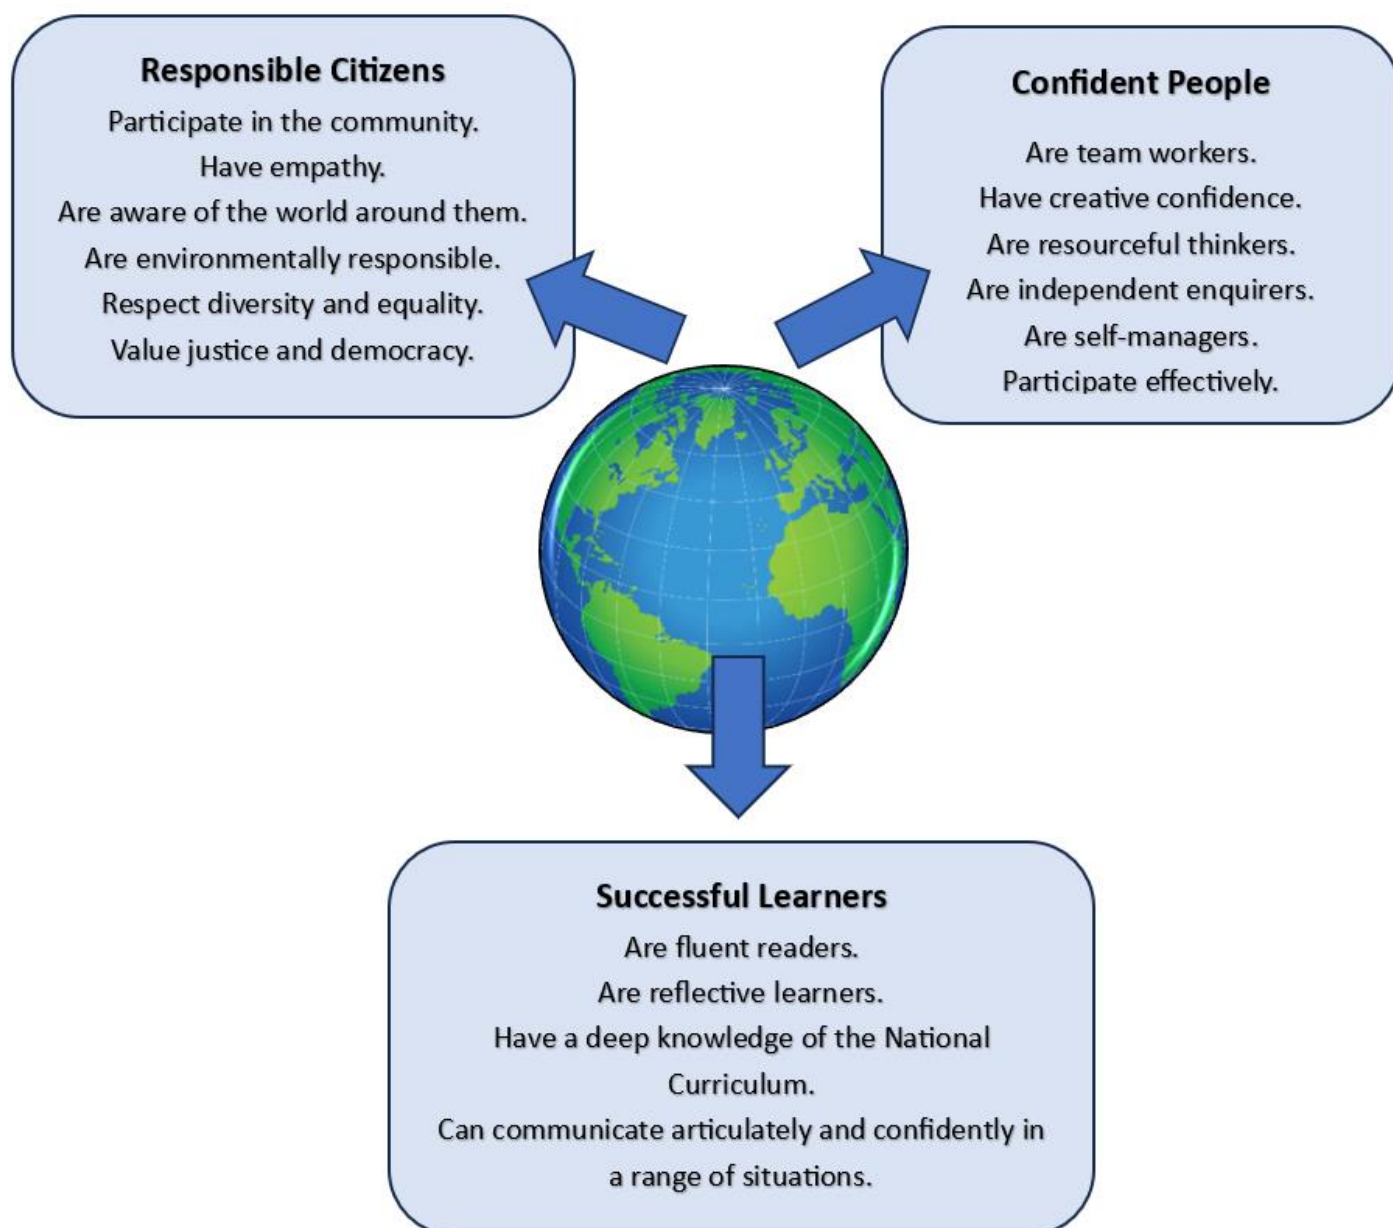 Responsible Citizens
Participate in the community.
Have empathy.
Are aware of the world around them.
Are environmentally responsible.
Respect diversity and equality.
Value justice and democracy.
Confident People
Are team workers.
Have creative confidence.
Are resourceful thinkers.
Are independent enquirers.
Are self-managers.
Participate effectively.
Successful Learners
Are fluent readers.
Are reflective learners.
Have a deep knowledge of the National
Curriculum.
Can communicate articulately and confidently in
a range of situations.